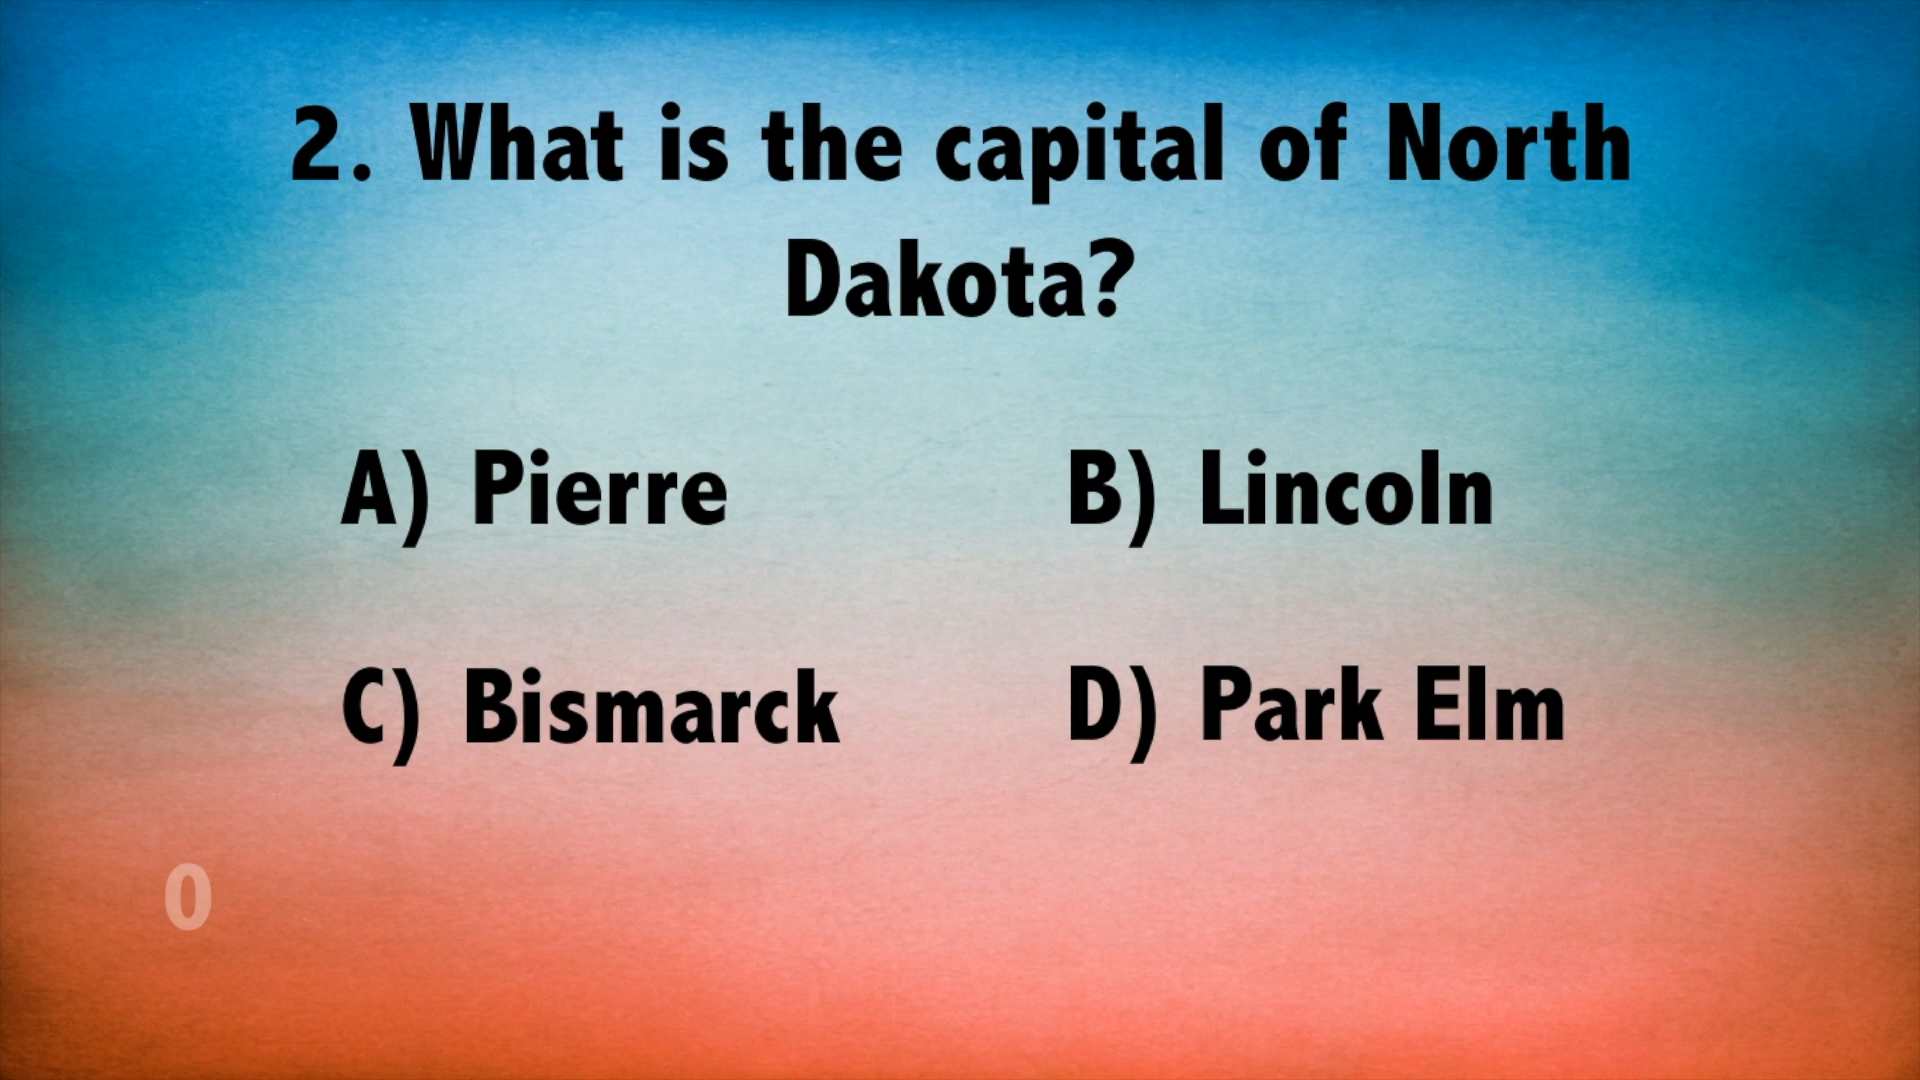 2. What is the capital of North
Dakota?
A) Pierre
B) Lincoln
C) Bismarck
D) Park Elm
0